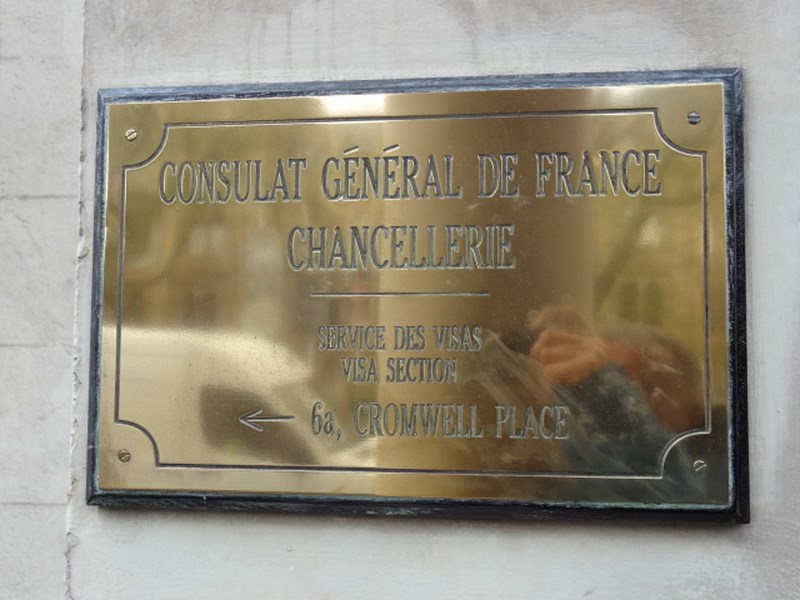 CONSULAT GÉNÉRAL DE FRANCE
CHANCELLERIE
SERVICE DES VISAS
VISA SECTION
← 6a, CROMWELL PLACE